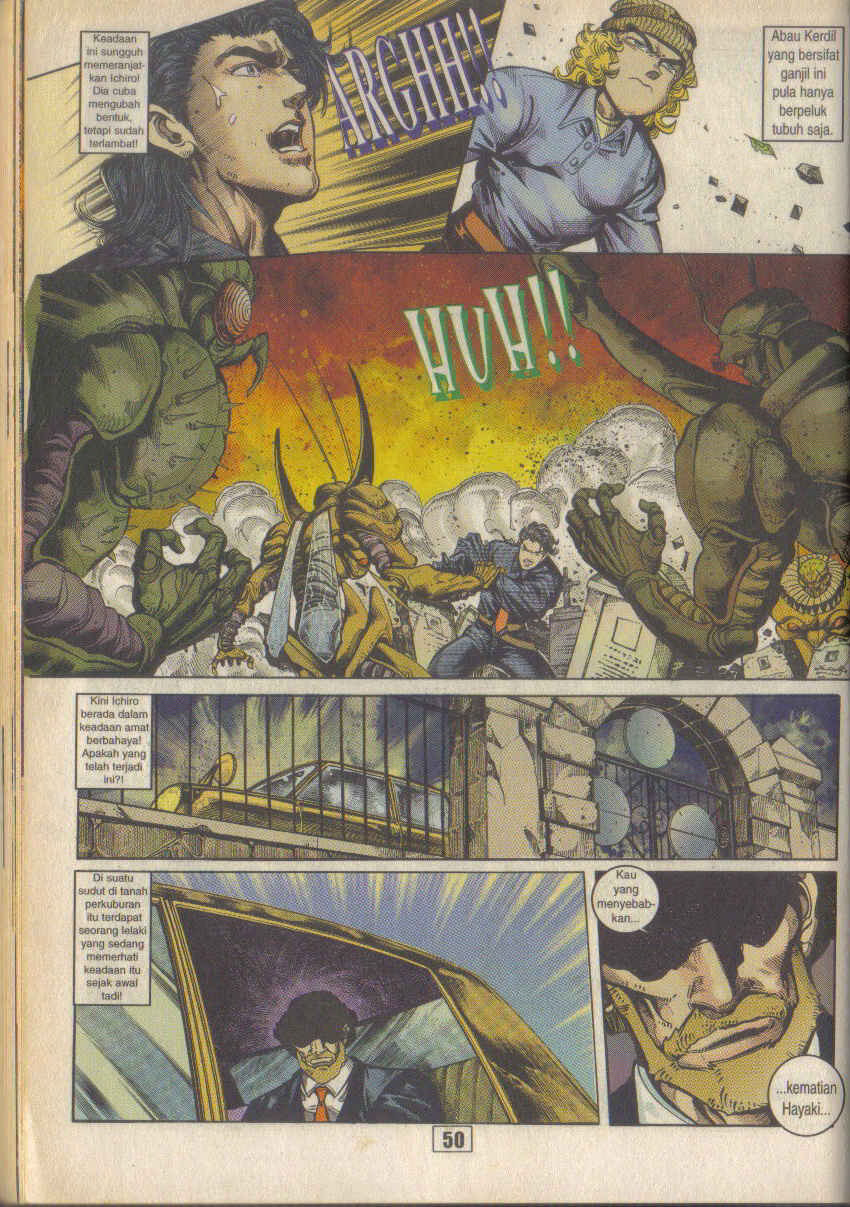 Keadaan
ini sungguh
memeranjat-
kan Ichiro!
Dia cuba
mengubah
bentuk,
tetapi sudah
terlambat!
ARGHH!!
Abau Kerdil
yang bersifat
ganjil ini
pula hanya
berpeluk
tubuh saja.
HUH!!
Kini Ichiro
berada dalam
keadaan amat
berbahaya!
Apakah yang
telah terjadi
ini?!
Di suatu
sudut di tanah
perkuburan
itu terdapat
seorang lelaki
yang sedang
memerhati
keadaan itu
sejak awal
tadi!
Kau
yang
menyebab-
kan...
...kematian
Hayaki...
50